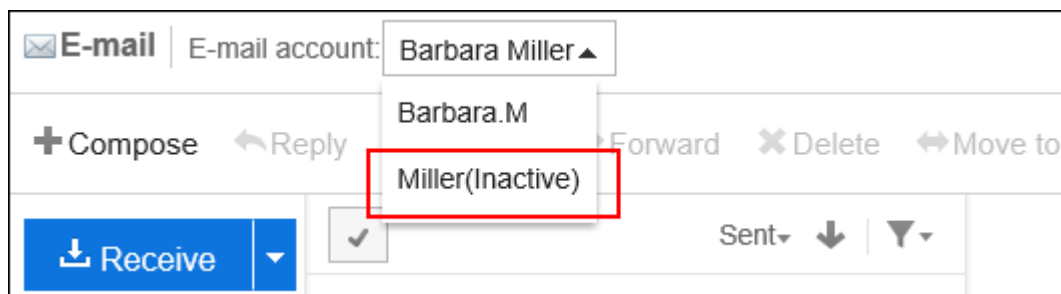 E-mail E-mail account: Barbara Miller
Barbara.M
Compose Reply Forward Delete Move to
Miller(Inactive)
Receive Sent